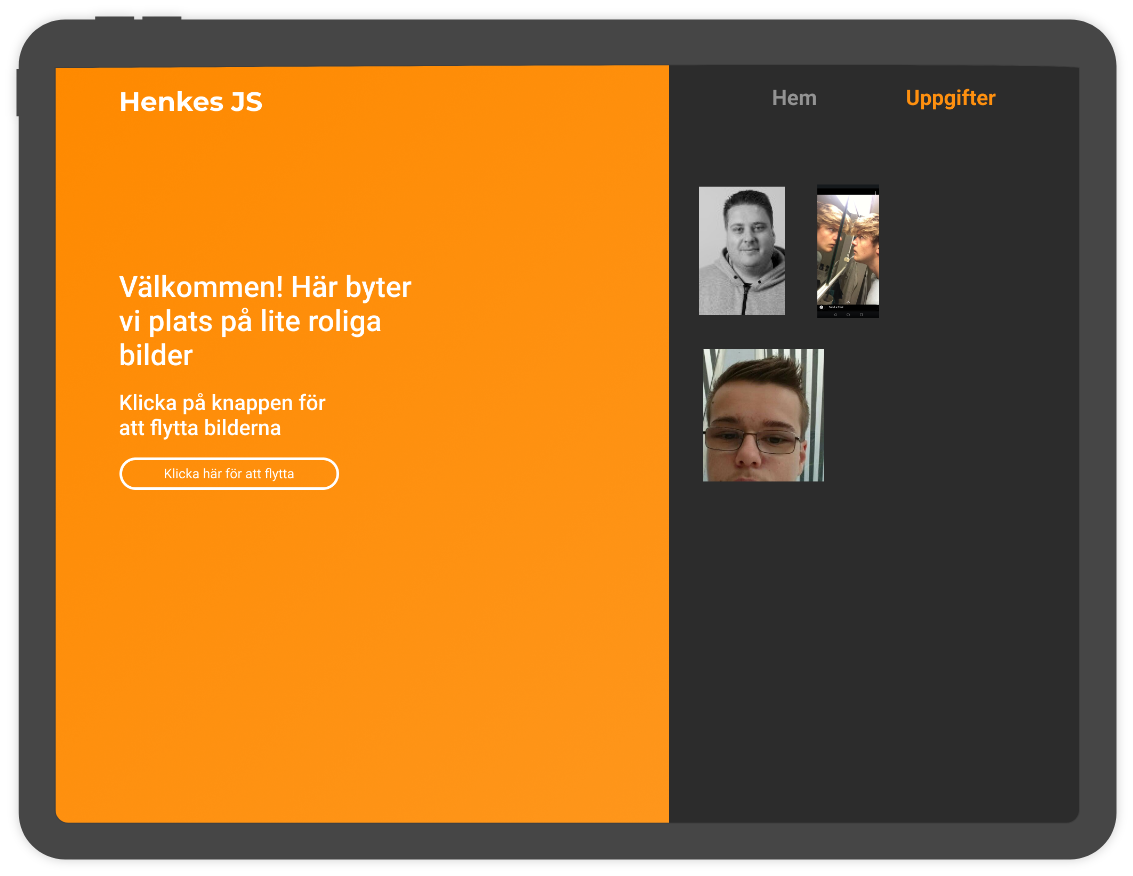 Henkes JS
Hem
Uppgifter
Välkommen! Här byter
vi plats på lite roliga
bilder
Klicka på knappen för
att flytta bilderna
Klicka här för att flytta